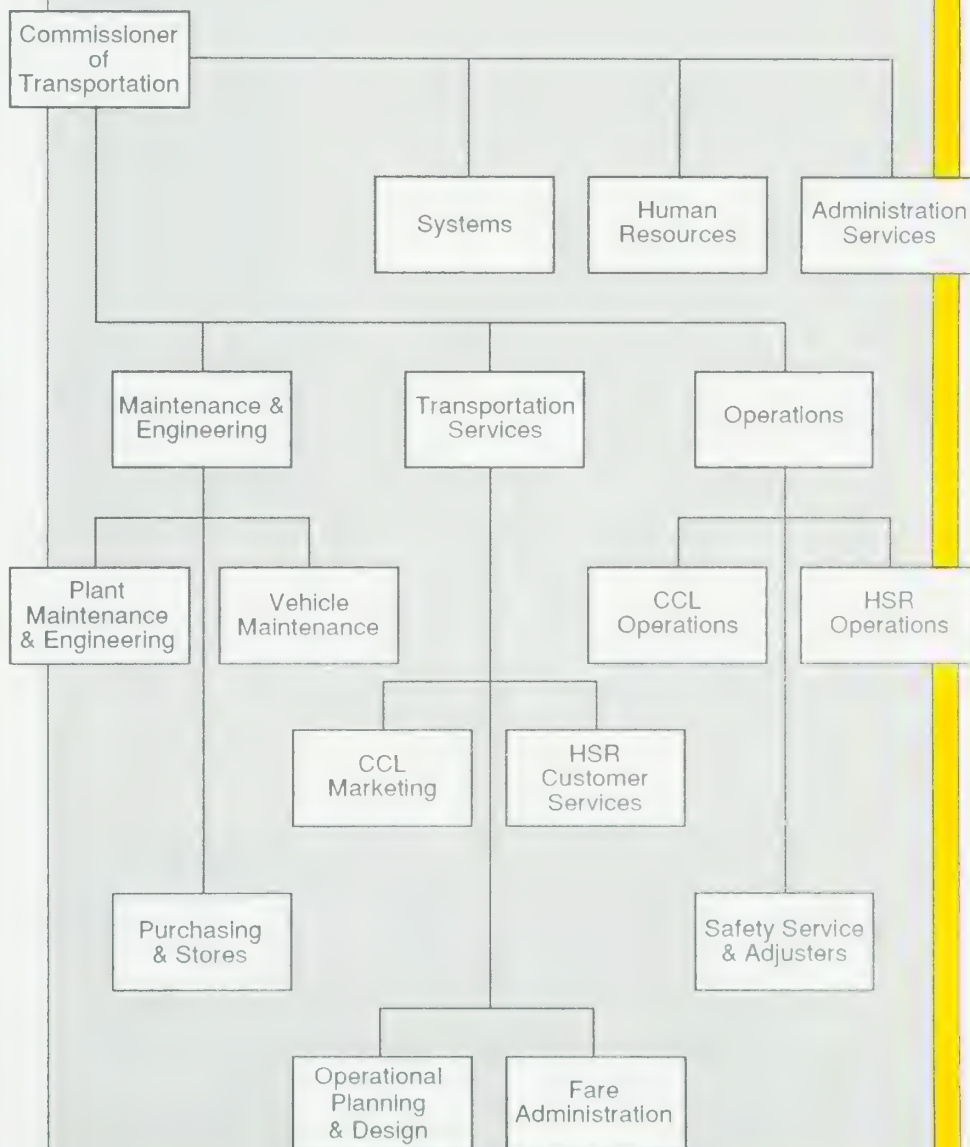 Commissioner
of
Transportation
Systems
Human
Resources
Administration
Services
Maintenance &
Engineering
Transportation
Services
Operations
Plant
Maintenance
& Engineering
Vehicle
Maintenance
CCL
Operations
HSR
Operations
CCL
Marketing
HSR
Customer
Services
Purchasing
& Stores
Safety Service
& Adjusters
Operational
Planning
& Design
Fare
Administration